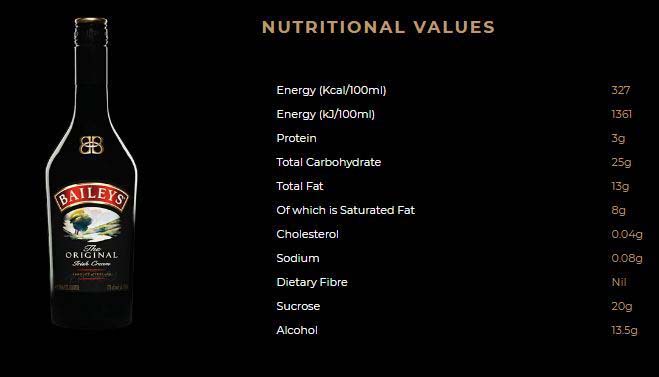 NUTRITIONAL VALUES
Energy (Kcal/100ml) 327
Energy (kJ/100ml) 1361
Protein 3g
Total Carbohydrate 25g
Total Fat 13g
Of which is Saturated Fat 8g
Cholesterol 0.04g
Sodium 0.08g
Dietary Fibre Nil
Sucrose 20g
Alcohol 13.5g
BAILEYS
The
ORIGINAL
Irish Cream